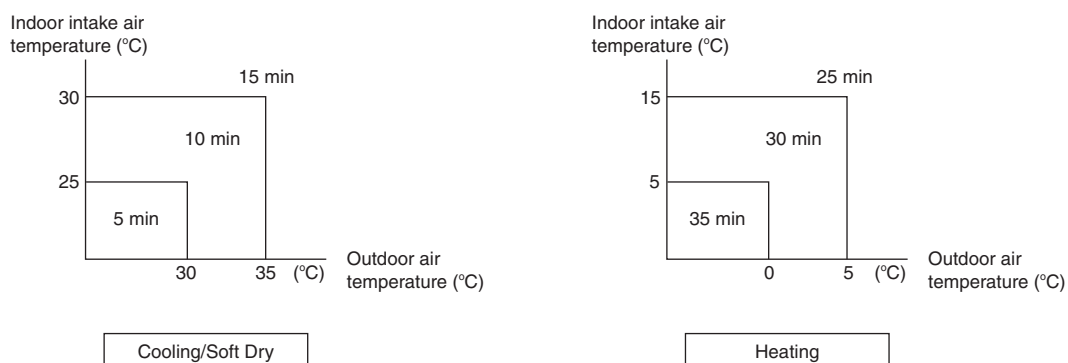 Indoor intake air
temperature (°C)
15 min
30
10 min
25
5 min
30 35 (°C)
Outdoor air
temperature (°C)
Cooling/Soft Dry
Indoor intake air
temperature (°C)
25 min
15
30 min
5
35 min
0 5 (°C)
Outdoor air
temperature (°C)
Heating